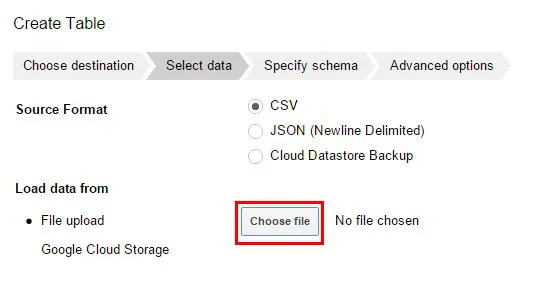 Create Table
Choose destination Select data Specify schema Advanced options
Source Format CSV
JSON (Newline Delimited)
Cloud Datastore Backup
Load data from
• File upload Choose file No file chosen
Google Cloud Storage